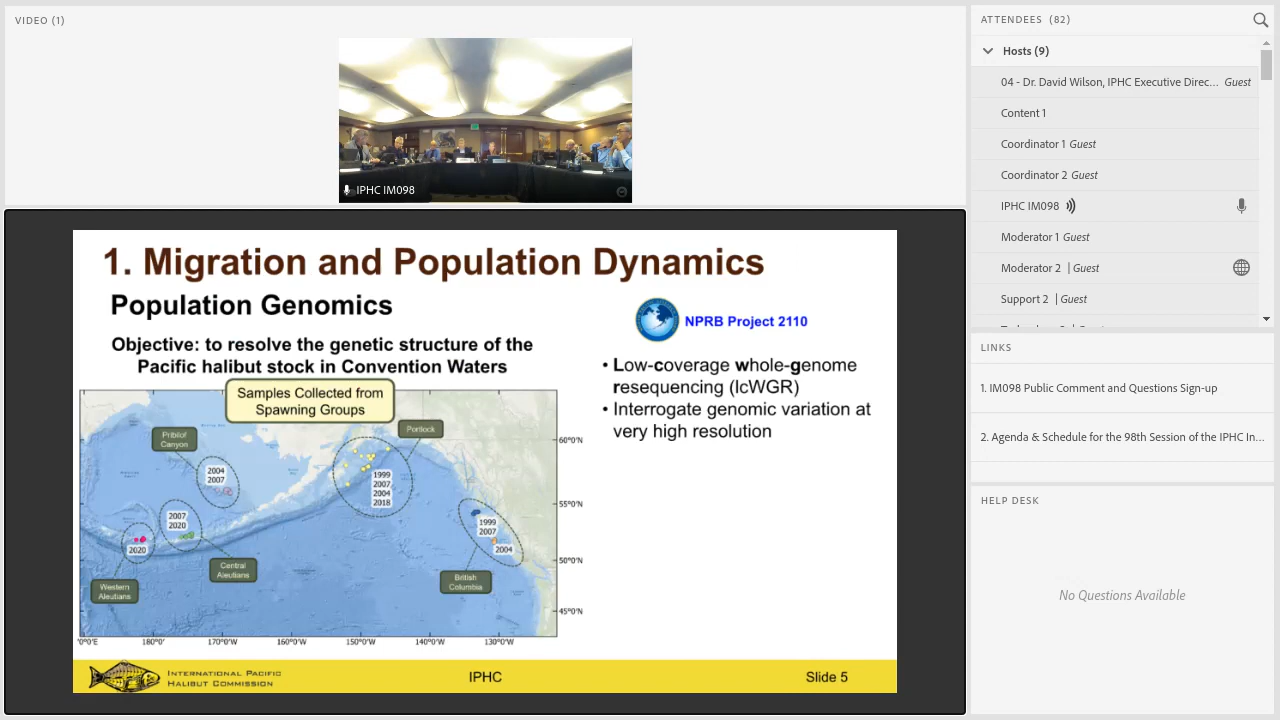 VIDEO (1)
IPHC IM098
1. Migration and Population Dynamics
Population Genomics
NPRB Project 2110
Objective: to resolve the genetic structure of the
Pacific halibut stock in Convention Waters
• Low-coverage whole-genome
resequencing (lcWGR)
• Interrogate genomic variation at
very high resolution
Samples Collected from
Spawning Groups
Portlock
Pribilof
Canyon
60°0'N
2004
2007
1999
2007
2004
2018
55°0'N
2007
2020
1999
2007
2004
2020
50°0'N
Central
Aleutians
British
Columbia
Western
Aleutians
45°0'N
'0°0'E
180°0'
170°0'W
160°0'W
150°0'W
140°0'W
130°0'W
INTERNATIONAL PACIFIC
HALIBUT COMMISSION
IPHC
Slide 5
ATTENDEES (82)
Hosts (9)
04 - Dr. David Wilson, IPHC Executive Direc... Guest
Content 1
Coordinator 1 Guest
Coordinator 2 Guest
IPHC IM098
Moderator 1 Guest
Moderator 2 | Guest
Support 2 | Guest
LINKS
1. IM098 Public Comment and Questions Sign-up
2. Agenda & Schedule for the 98th Session of the IPHC In...
HELP DESK
No Questions Available